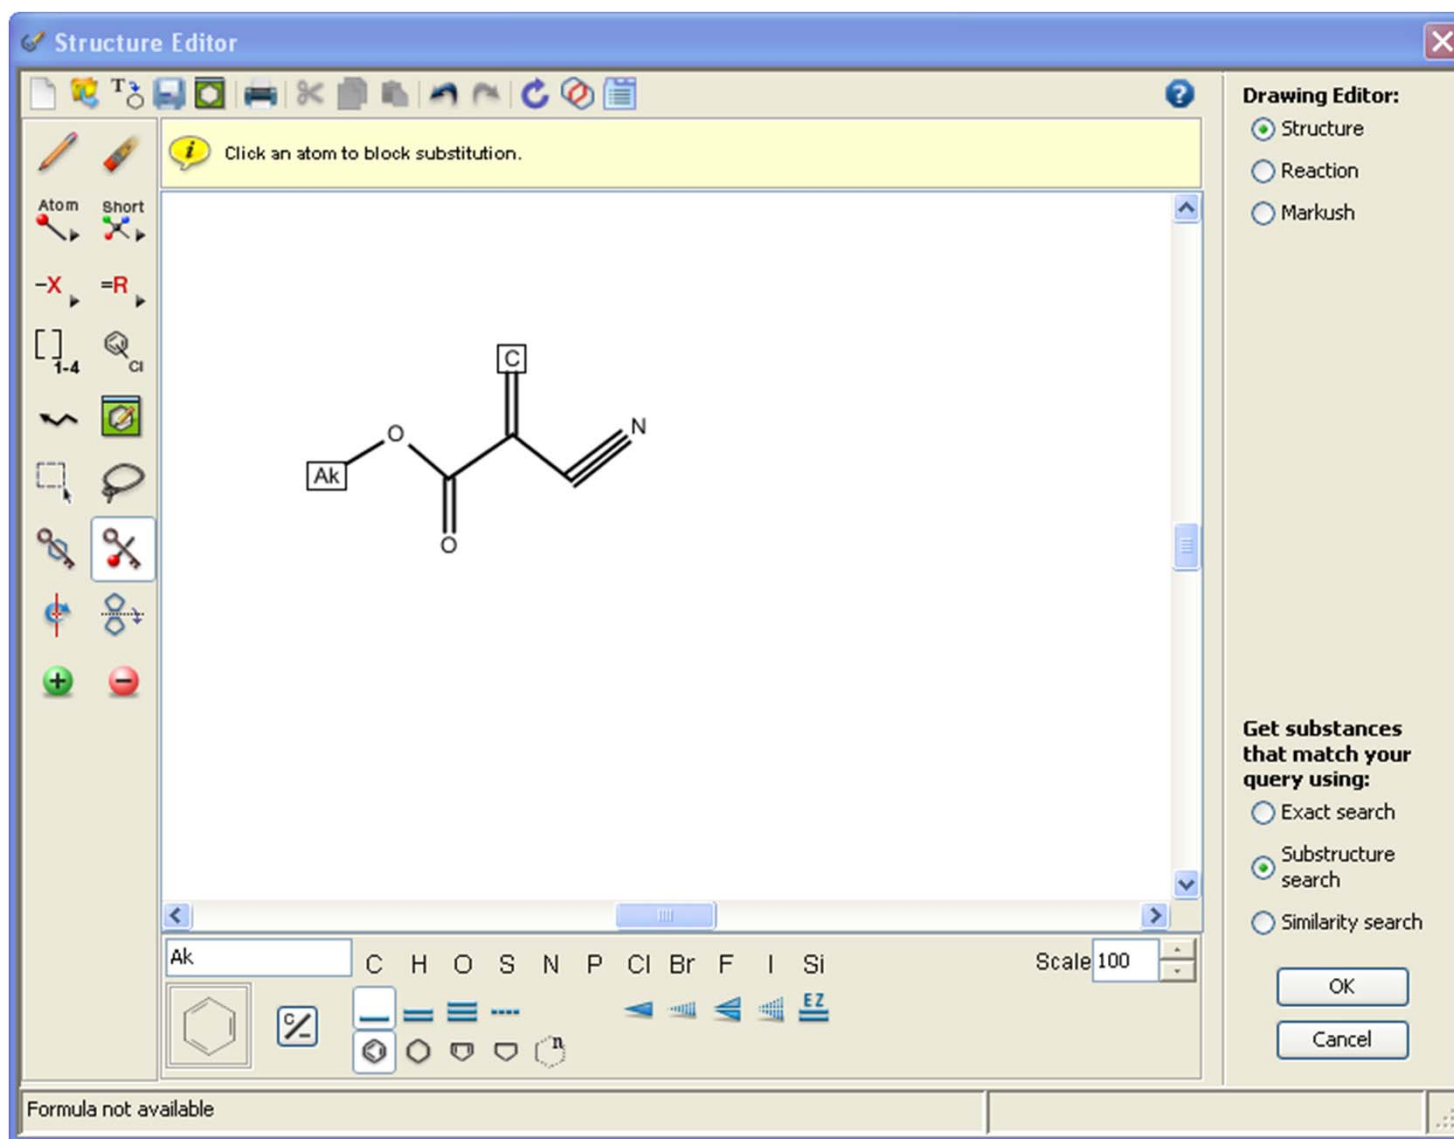 Structure Editor
T
Drawing Editor:
Structure
Reaction
Markush
i Click an atom to block substitution.
Atom Short
-X =R
[ ] 1-4 Cl
C
O
N
Ak
O
Get substances
that match your
query using:
Exact search
Substructure
search
Similarity search
Ak C H O S N P Cl Br F I Si Scale 100
C EZ
n
OK
Cancel
Formula not available